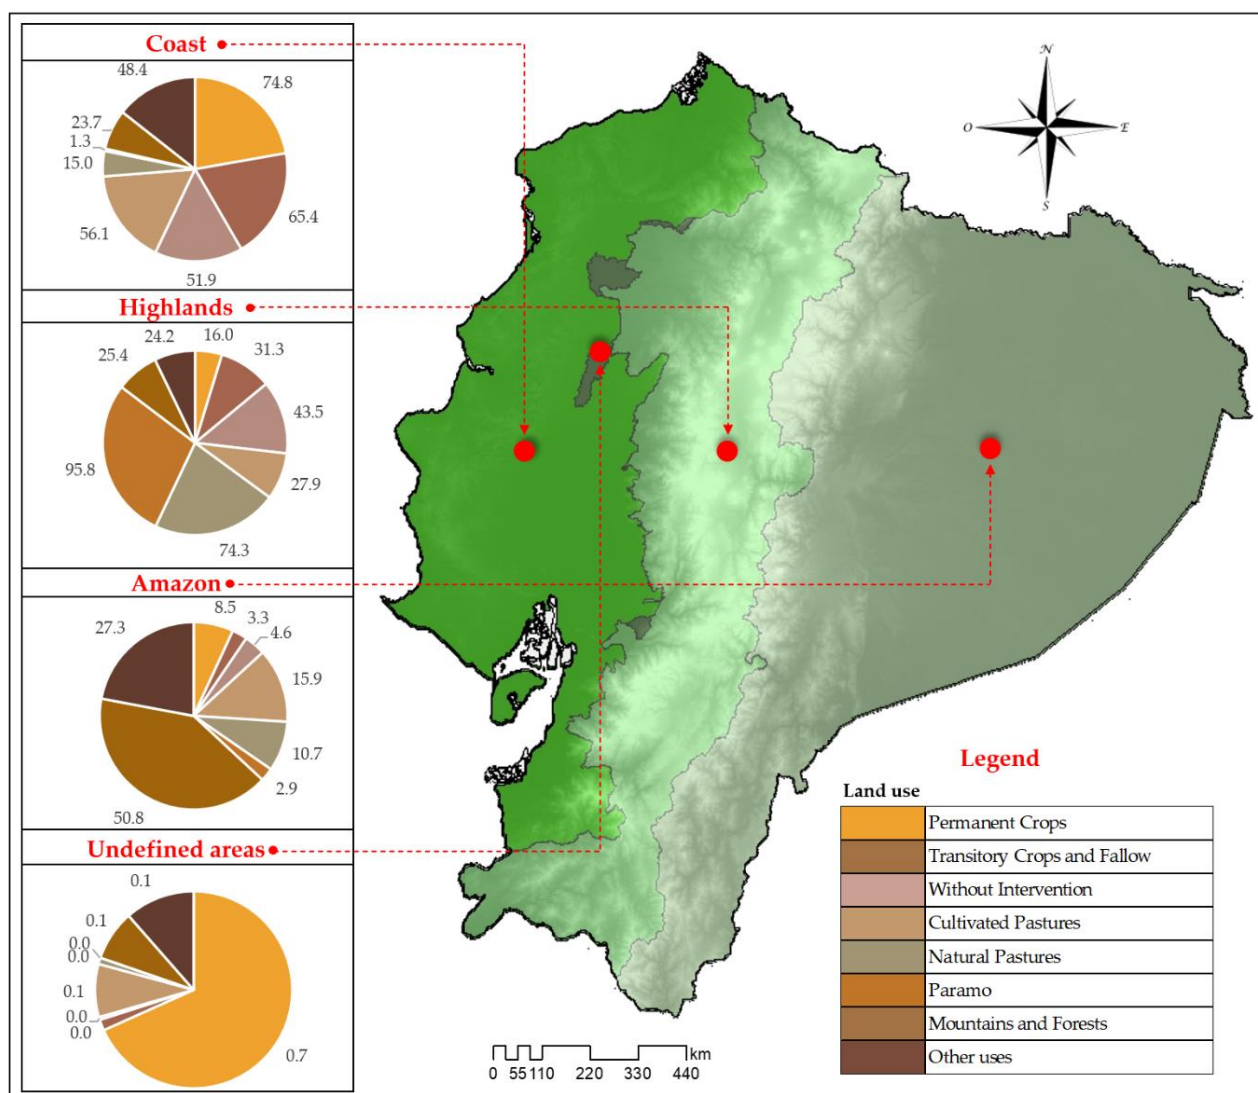 Coast
48.4
74.8
23.7
1.3
15.0
65.4
56.1
51.9
Highlands
24.2
16.0
25.4
31.3
43.5
95.8
27.9
74.3
Amazon
8.5
3.3
27.3
4.6
15.9
10.7
2.9
50.8
Undefined areas
0.1
0.1
0.0
0.0
0.1
0.0
0.0
0.7
N
O
E
S
km
0 55 110 220 330 440
Legend
Land use
Permanent Crops
Transitory Crops and Fallow
Without Intervention
Cultivated Pastures
Natural Pastures
Paramo
Mountains and Forests
Other uses